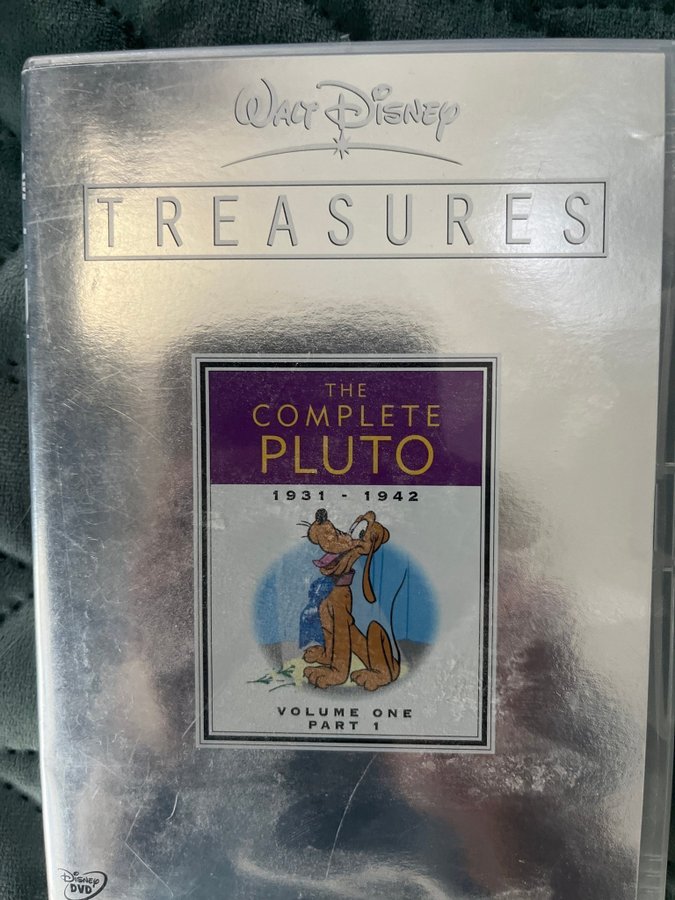 WALT DISNEY
TREASURES
THE
COMPLETE
PLUTO
1931 - 1942
VOLUME ONE
PART 1
DISNEY
DVD